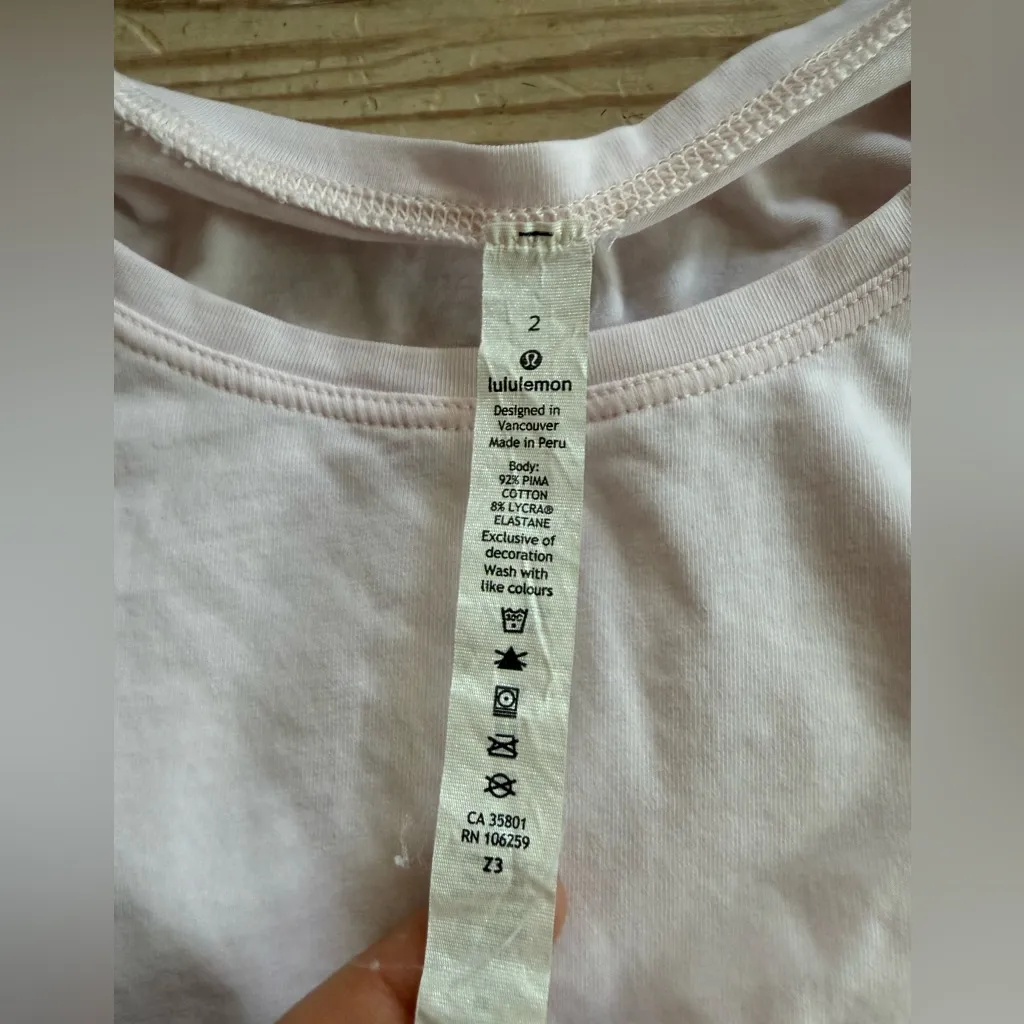 2
lululemon
Designed in
Vancouver
Made in Peru
Body:
92% PIMA
COTTON
8% LYCRA®
ELASTANE
Exclusive of
decoration
Wash with
like colours
30°C
CA 35801
RN 106259
Z3